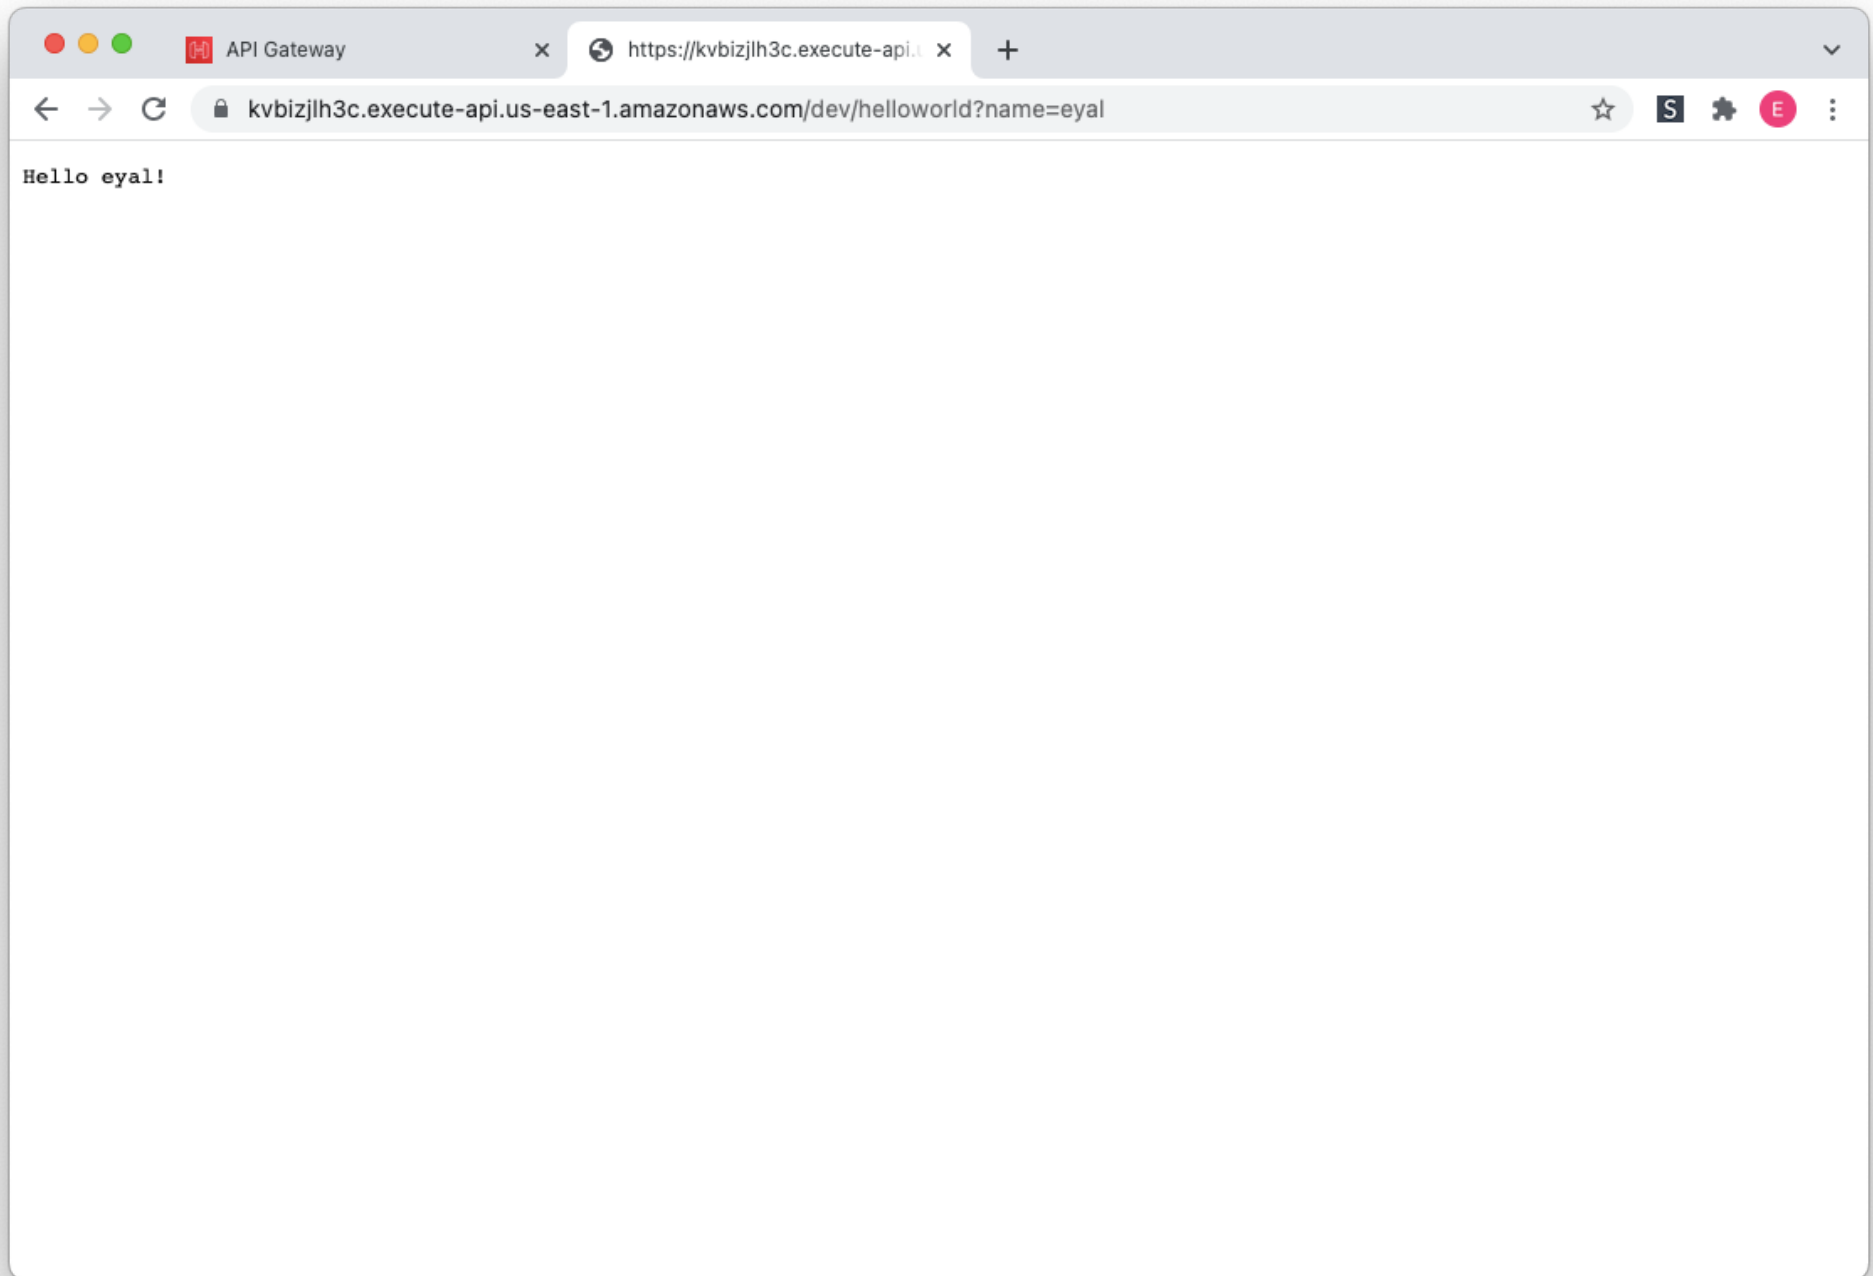 API Gateway
https://kvbizjlh3c.execute-api.
kvbizjlh3c.execute-api.us-east-1.amazonaws.com/dev/helloworld?name=eyal
S
E
Hello eyal!